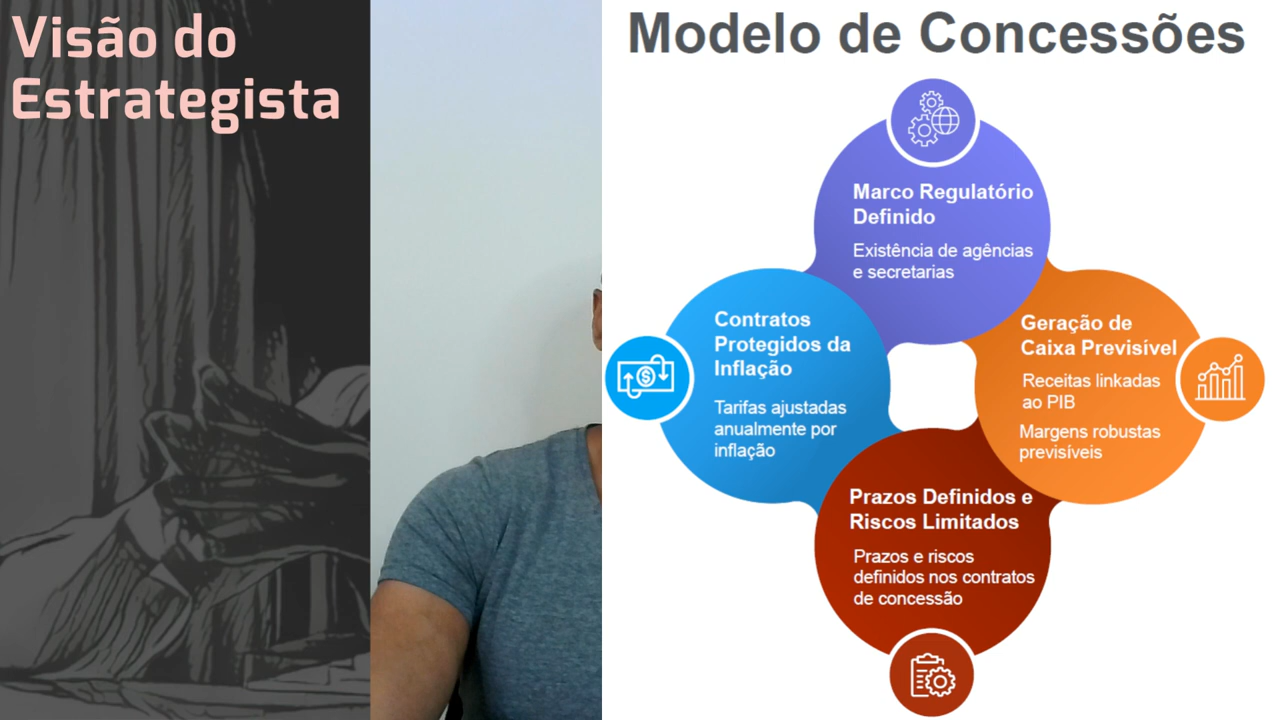 Visão do
Estrategista
Modelo de Concessões
Marco Regulatório
Definido
Existência de agências
e secretarias
Contratos
Protegidos da
Inflação
Tarifas ajustadas
anualmente por
inflação
Geração de
Caixa Previsível
Receitas linkadas
ao PIB
Margens robustas
previsíveis
Prazos Definidos e
Riscos Limitados
Prazos e riscos
definidos nos contratos
de concessão
$